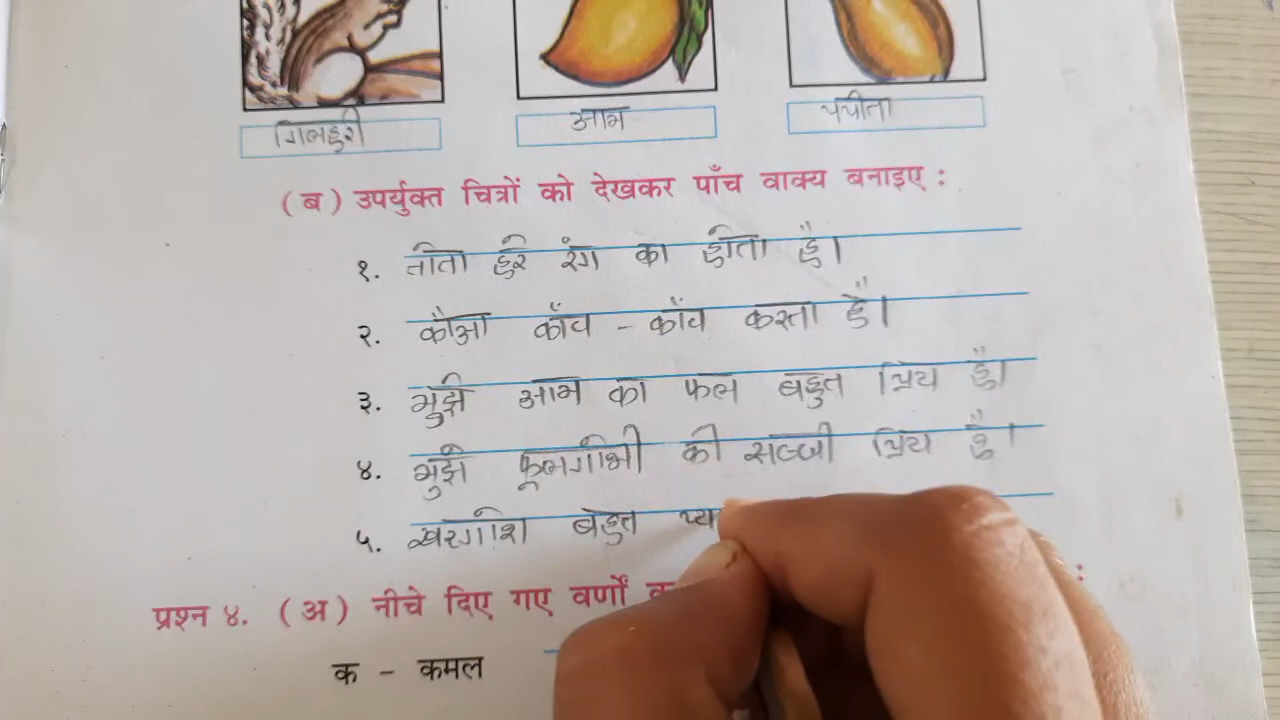 गिलहरी आम पपीता
(ब) उपर्युक्त चित्रों को देखकर पाँच वाक्य बनाइए :
१. तोता हरे रंग का होता है।
२. कौआ काँव - काँव करता है।
३. मुझे आम का फल बहुत प्रिय है।
४. मुझे फूलगोभी की सब्जी प्रिय है।
५. खरगोश बहुत
प्रश्न ४. (अ) नीचे दिए गए वर्णों :
क - कमल